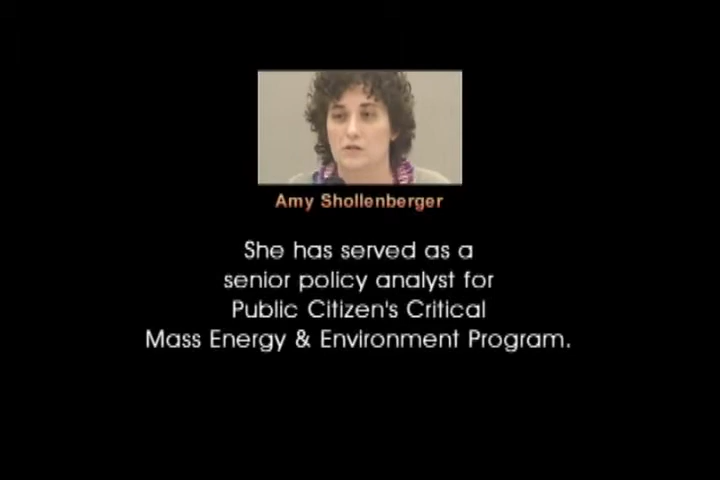 Amy Shollenberger
She has served as a
senior policy analyst for
Public Citizen's Critical
Mass Energy & Environment Program.